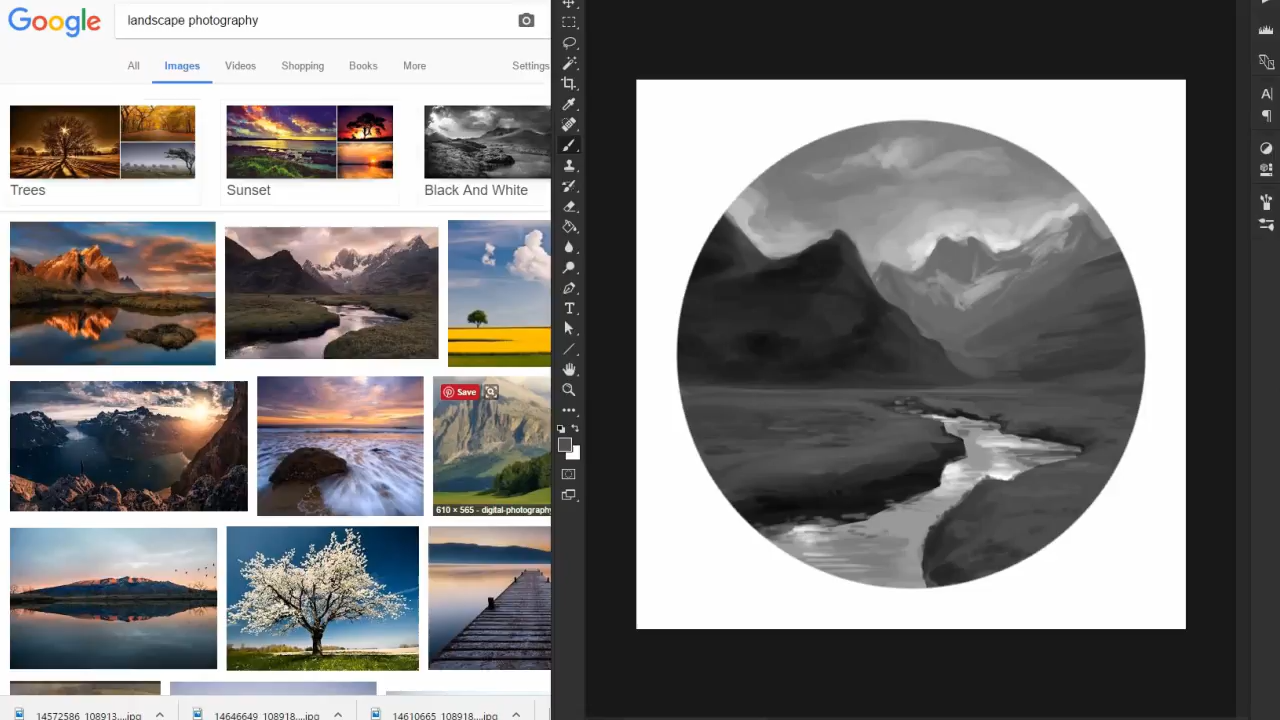 Google
landscape photography
All Images Videos Shopping Books More Settings
Trees
Sunset
Black And White
Save
610 × 565 - digital-photography
14572586_108913....jpg
14646649_108918....jpg
14610665_108918....jpg